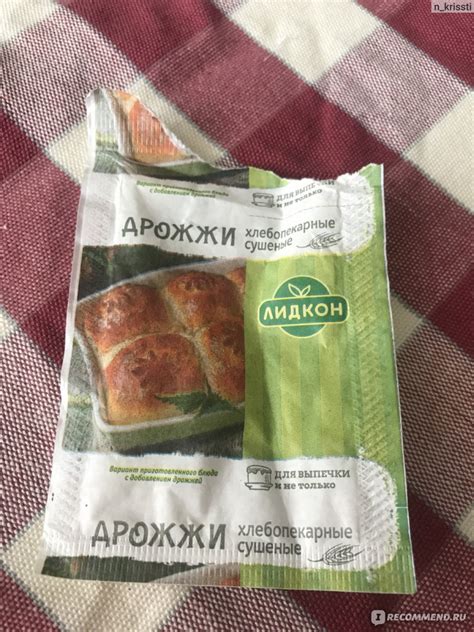 n_krissti
Вариант приготовленного блюда
с добавлением дрожжей
ДЛЯ ВЫПЕЧКИ
И НЕ ТОЛЬКО
ДРОЖЖИ
хлебопекарные
сушеные
ЛИДКОН
Вариант приготовленного блюда
с добавлением дрожжей
ДЛЯ ВЫПЕЧКИ
И НЕ ТОЛЬКО
ДРОЖЖИ
хлебопекарные
сушеные
I RECOMMEND.RU